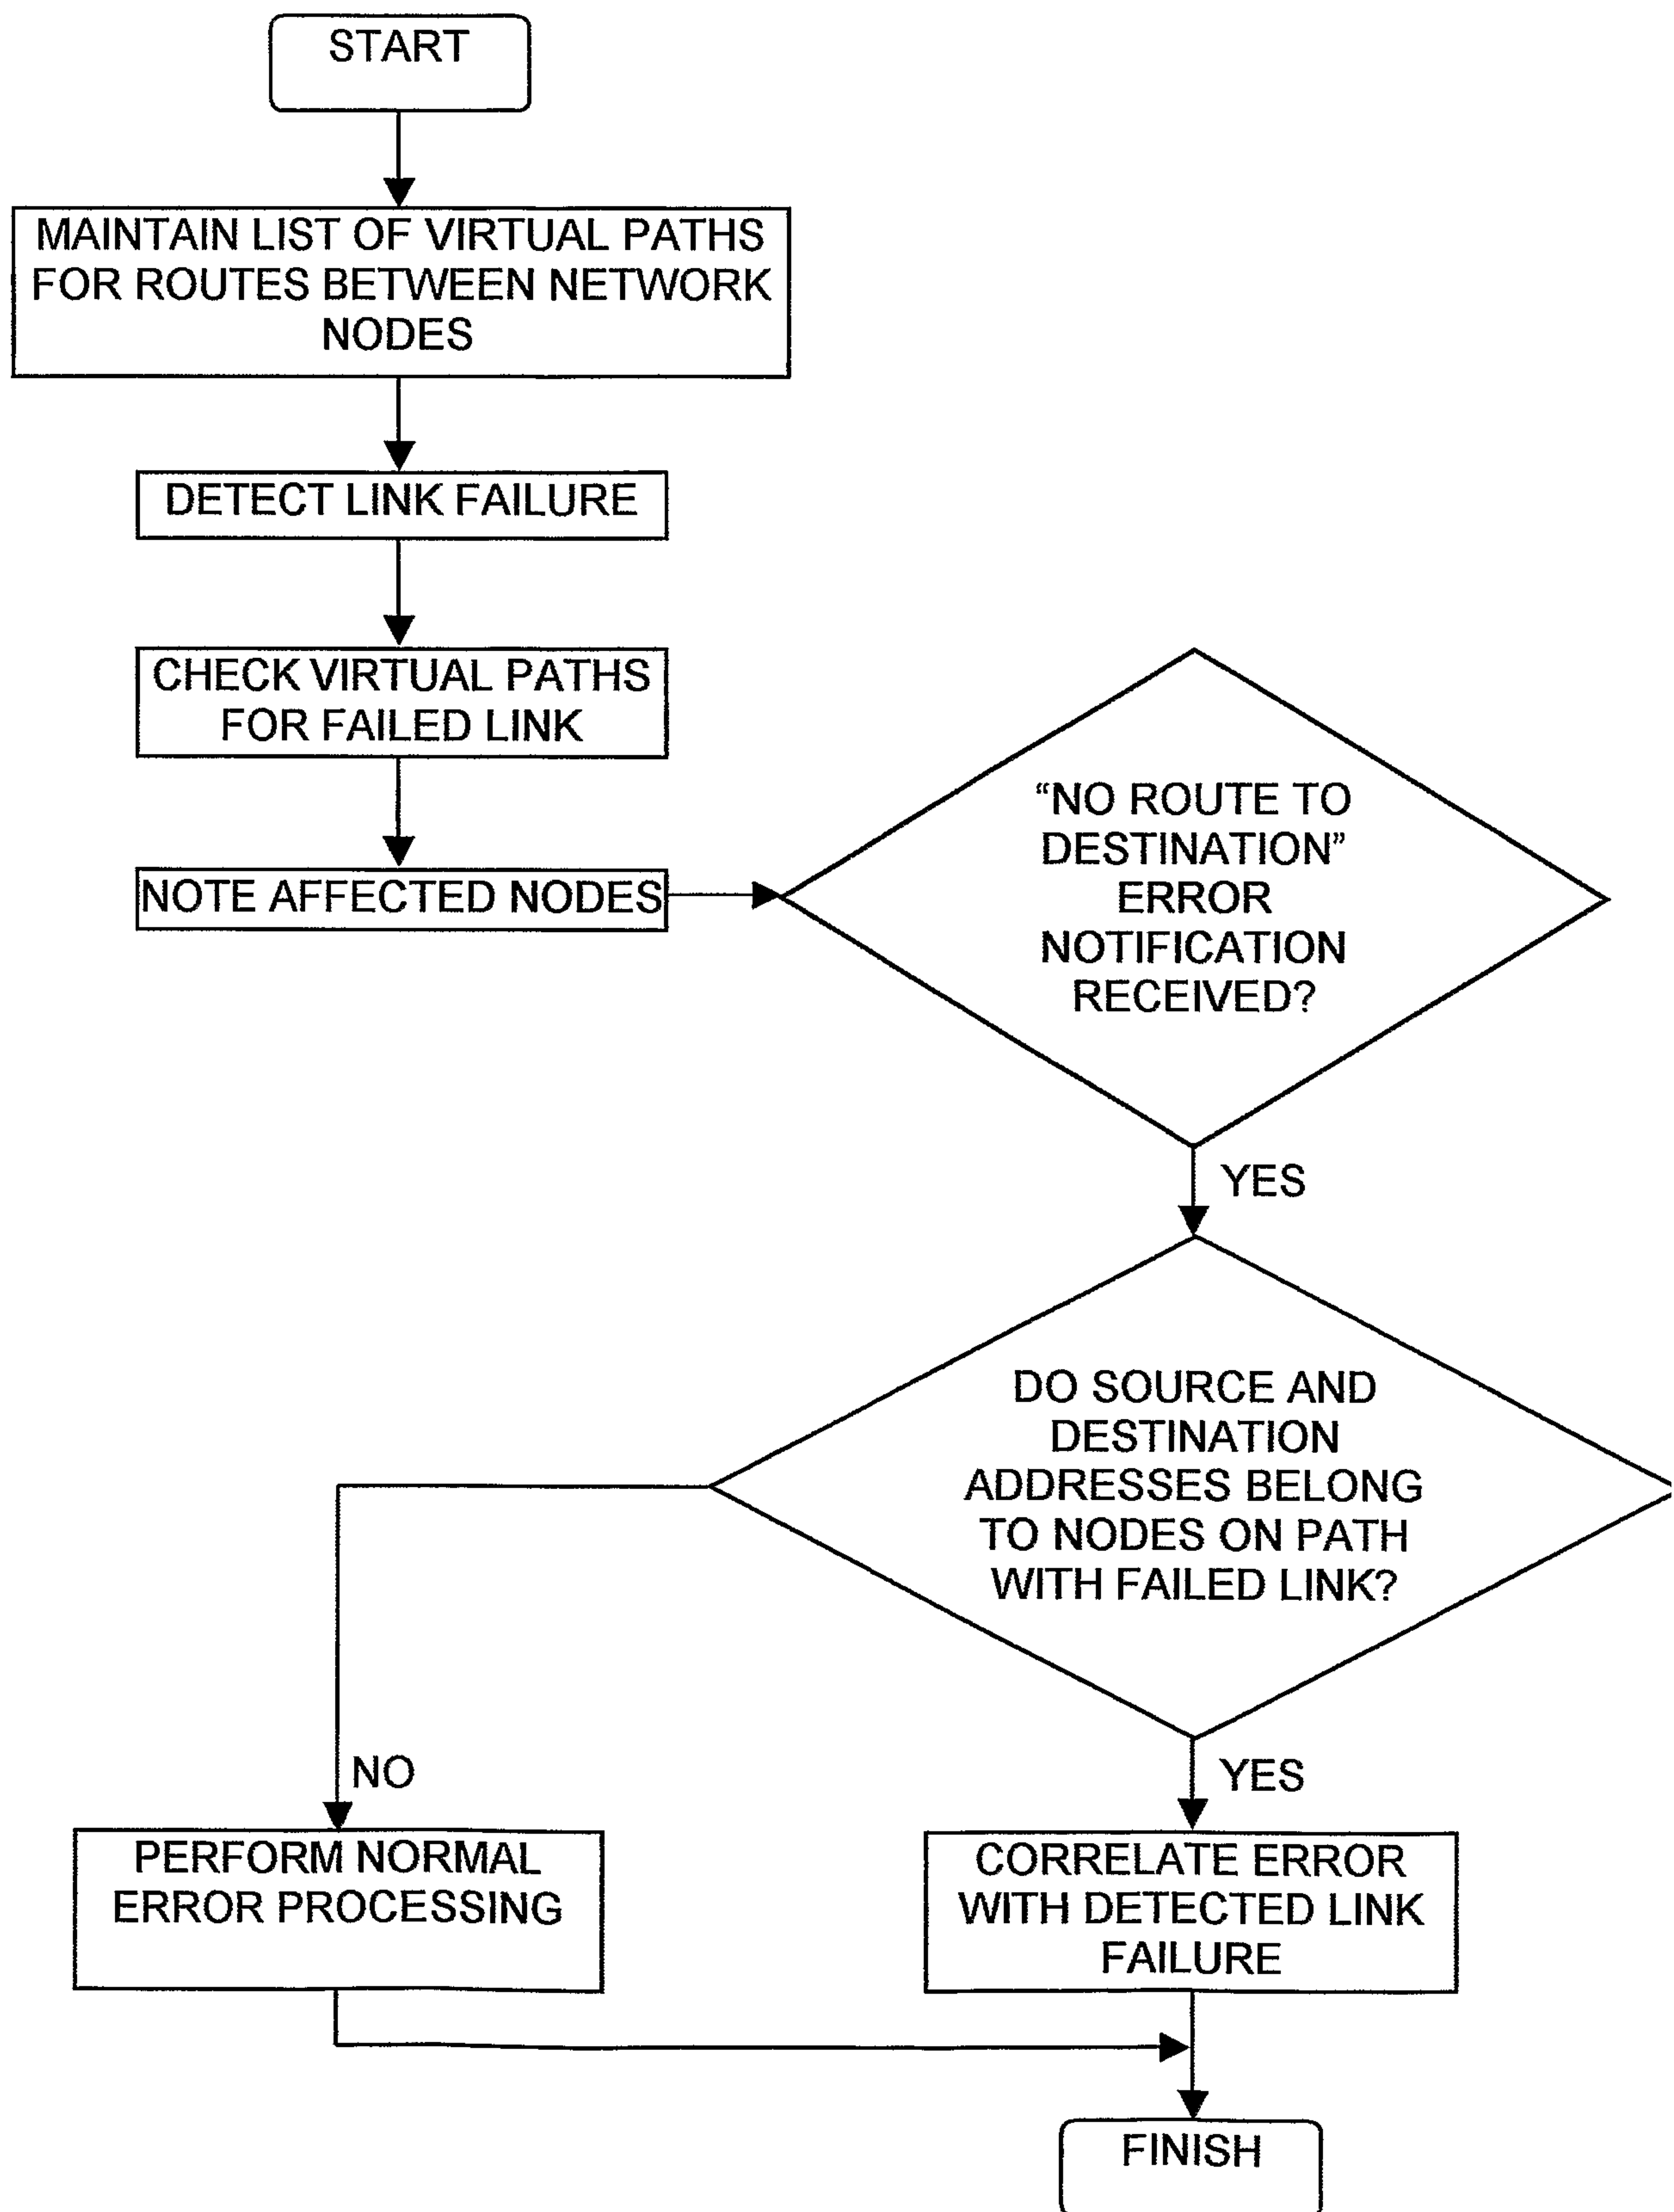 START
MAINTAIN LIST OF VIRTUAL PATHS
FOR ROUTES BETWEEN NETWORK
NODES
DETECT LINK FAILURE
CHECK VIRTUAL PATHS
FOR FAILED LINK
NOTE AFFECTED NODES
“NO ROUTE TO
DESTINATION”
ERROR
NOTIFICATION
RECEIVED?
YES
DO SOURCE AND
DESTINATION
ADDRESSES BELONG
TO NODES ON PATH
WITH FAILED LINK?
NO
YES
PERFORM NORMAL
ERROR PROCESSING
CORRELATE ERROR
WITH DETECTED LINK
FAILURE
FINISH